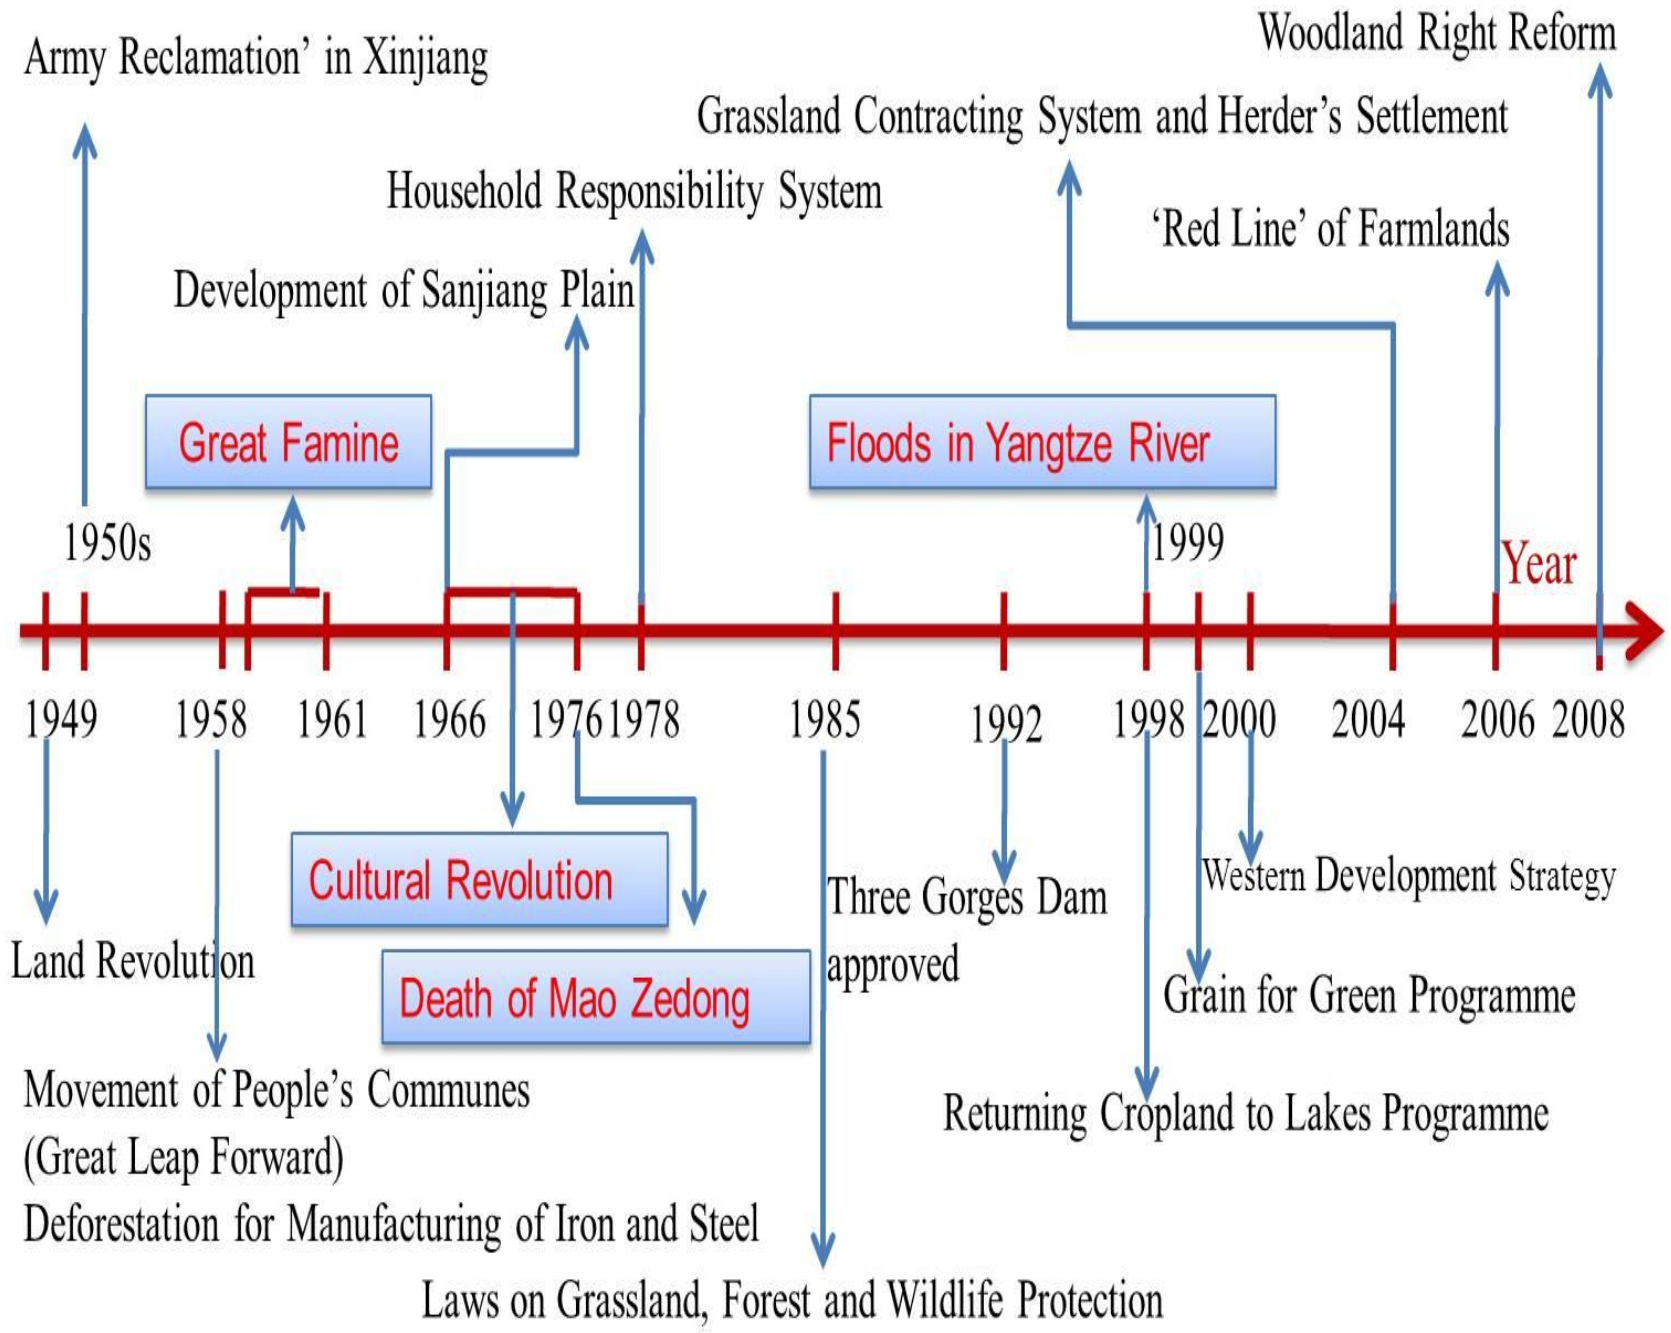 Woodland Right Reform
Army Reclamation’ in Xinjiang
Grassland Contracting System and Herder’s Settlement
Household Responsibility System
‘Red Line’ of Farmlands
Development of Sanjiang Plain
Great Famine
Floods in Yangtze River
1950s
1999
Year
1949 1958 1961 1966 1976 1978 1985 1992 1998 2000 2004 2006 2008
Cultural Revolution
Western Development Strategy
Three Gorges Dam
approved
Land Revolution
Death of Mao Zedong
Grain for Green Programme
Movement of People’s Communes
(Great Leap Forward)
Deforestation for Manufacturing of Iron and Steel
Returning Cropland to Lakes Programme
Laws on Grassland, Forest and Wildlife Protection